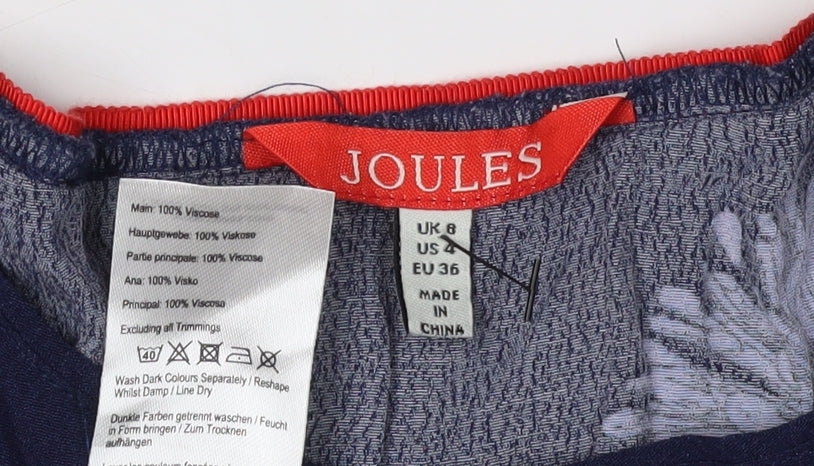 JOULES
UK 8
US 4
EU 36
MADE
IN
CHINA
Main: 100% Viscose
Hauptgewebe: 100% Viskose
Partie principale: 100% Viscose
Ana: 100% Visko
Principal: 100% Viscosa
Excluding all Trimmings
40
Wash Dark Colours Separately / Reshape
Whilst Damp / Line Dry
Dunkle Farben getrennt waschen / Feucht
in Form bringen / Zum Trocknen
aufhängen